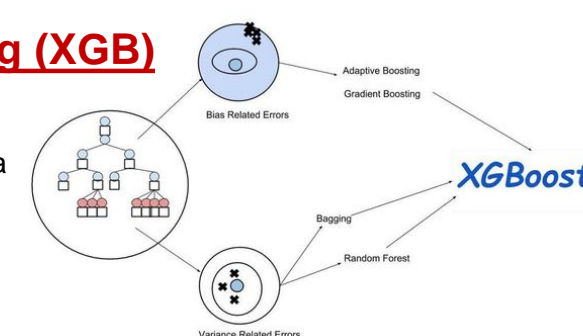 g (XGB)
a
Bias Related Errors
Adaptive Boosting
Gradient Boosting
XGBoost
Bagging
Random Forest
Variance Related Errors